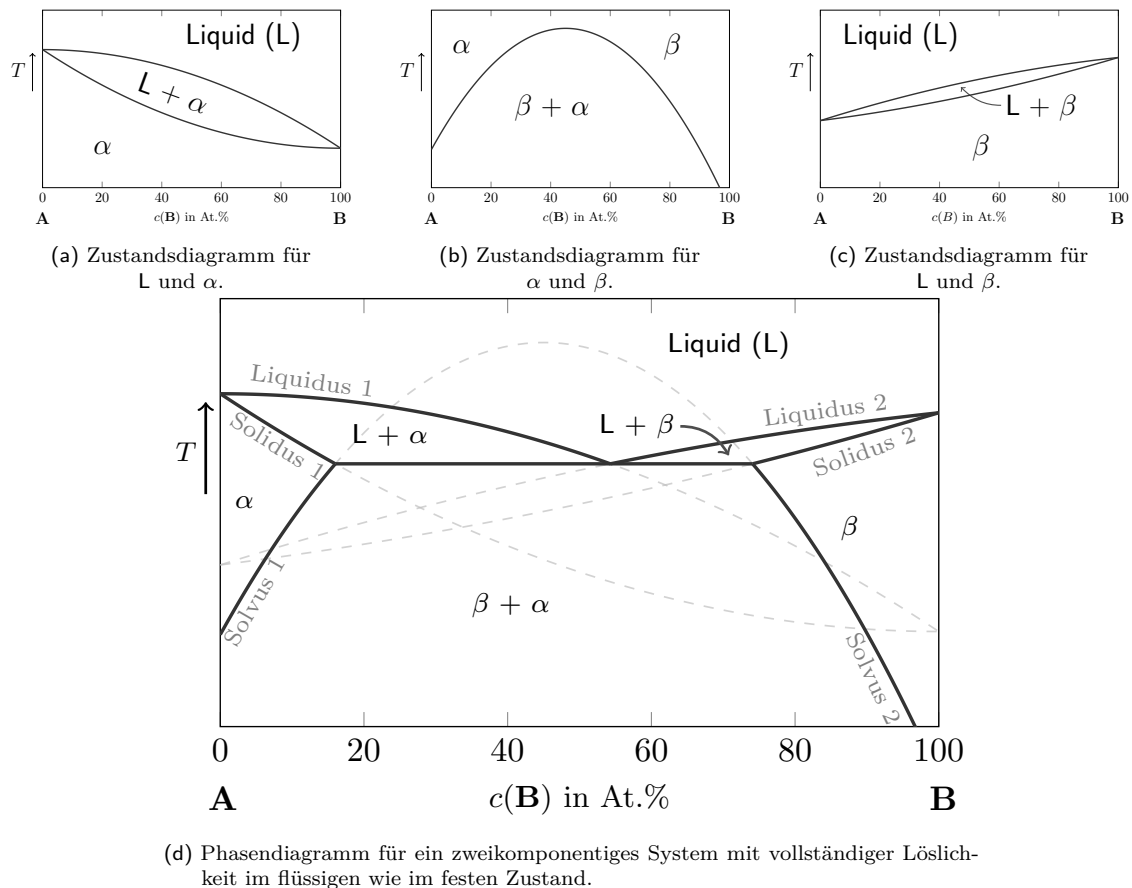 Liquid (L)
T
L + α
α
0 20 40 60 80 100
A c(B) in At.% B
(a) Zustandsdiagramm für
L und α.
α
β
β + α
0 20 40 60 80 100
A c(B) in At.% B
(b) Zustandsdiagramm für
α und β.
Liquid (L)
T
L + β
β
0 20 40 60 80 100
A c(B) in At.% B
(c) Zustandsdiagramm für
L und β.
Liquid (L)
Liquidus 1
Liquidus 2
Solidus 1
Solidus 2
L + α
L + β
T
α
β
β + α
Solvus 1
Solvus 2
0 20 40 60 80 100
A c(B) in At.% B
(d) Phasendiagramm für ein zweikomponentiges System mit vollständiger Löslich-
keit im flüssigen wie im festen Zustand.